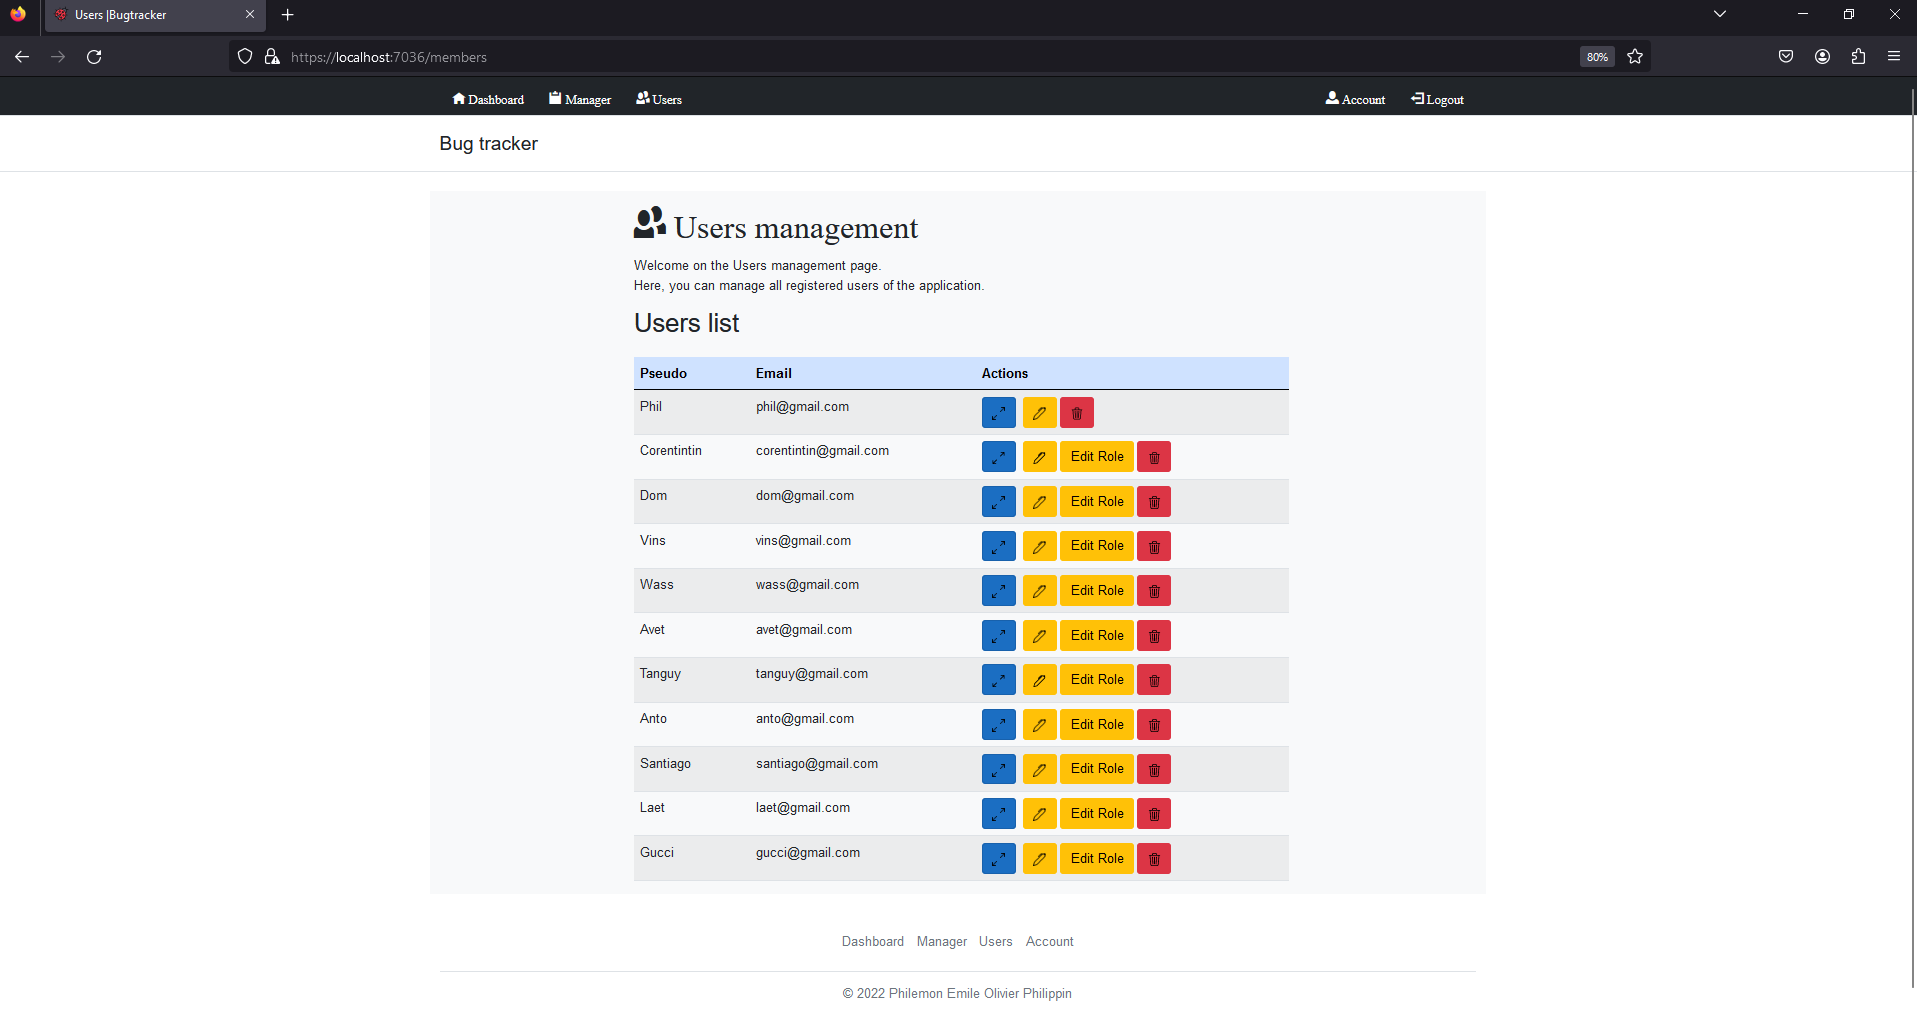 Users |Bugtracker
https://localhost:7036/members
80%
Dashboard Manager Users Account Logout
Bug tracker
Users management
Welcome on the Users management page.
Here, you can manage all registered users of the application.
Users list
Pseudo Email Actions
Phil phil@gmail.com
Corentintin corentintin@gmail.com Edit Role
Dom dom@gmail.com Edit Role
Vins vins@gmail.com Edit Role
Wass wass@gmail.com Edit Role
Avet avet@gmail.com Edit Role
Tanguy tanguy@gmail.com Edit Role
Anto anto@gmail.com Edit Role
Santiago santiago@gmail.com Edit Role
Laet laet@gmail.com Edit Role
Gucci gucci@gmail.com Edit Role
Dashboard Manager Users Account
© 2022 Philemon Emile Olivier Philippin